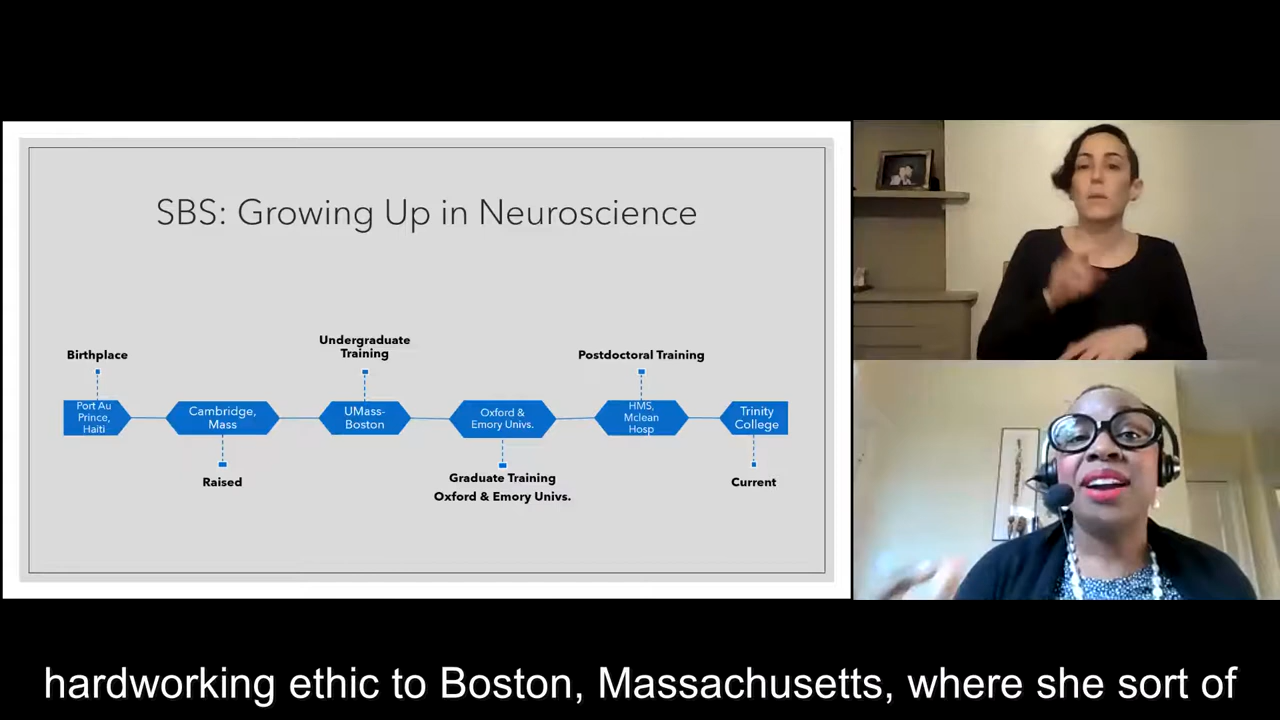 SBS: Growing Up in Neuroscience
Birthplace
Undergraduate
Training
Postdoctoral Training
Port Au
Prince,
Haiti
Cambridge,
Mass
UMass-
Boston
Oxford &
Emory Univs.
HMS,
Mclean
Hosp
Trinity
College
Raised
Graduate Training
Oxford & Emory Univs.
Current
hardworking ethic to Boston, Massachusetts, where she sort of